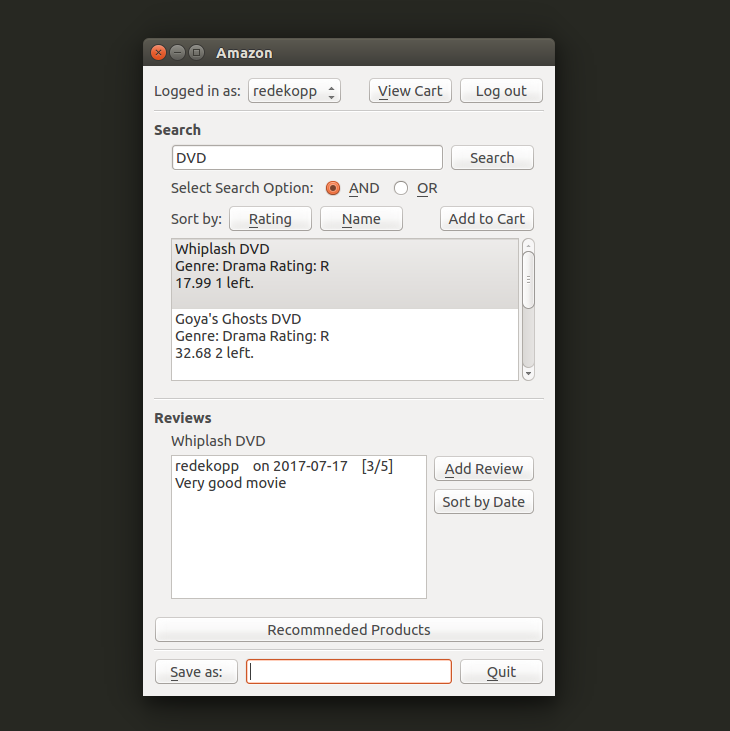 Amazon
Logged in as: redekopp View Cart Log out
Search
DVD Search
Select Search Option: AND OR
Sort by: Rating Name Add to Cart
Whiplash DVD
Genre: Drama Rating: R
17.99 1 left.
Goya's Ghosts DVD
Genre: Drama Rating: R
32.68 2 left.
Reviews
Whiplash DVD
redekopp on 2017-07-17 [3/5] Add Review
Very good movie
Sort by Date
Recommneded Products
Save as: Quit